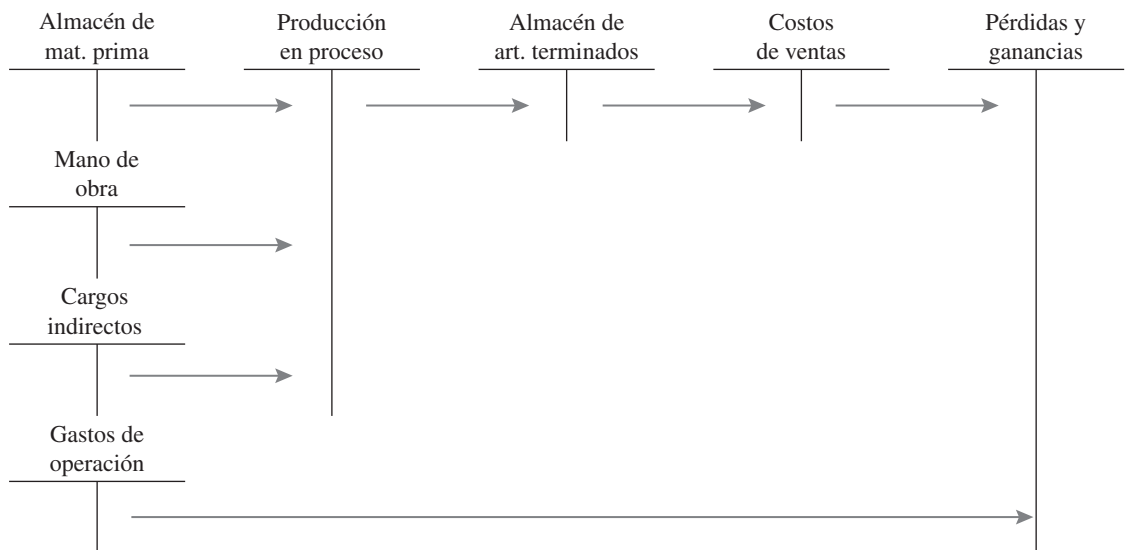 Almacén de
mat. prima
Producción
en proceso
Almacén de
art. terminados
Costos
de ventas
Pérdidas y
ganancias
Mano de
obra
Cargos
indirectos
Gastos de
operación